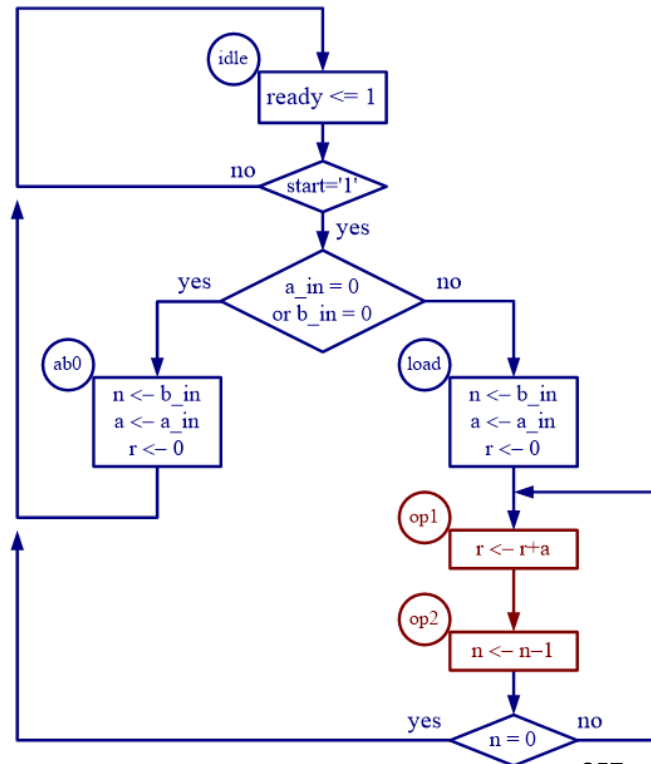 idle
ready <= 1
no
start='1'
yes
yes
a_in = 0
or b_in = 0
no
ab0
n <– b_in
a <– a_in
r <– 0
load
n <– b_in
a <– a_in
r <– 0
op1
r <– r+a
op2
n <– n–1
yes
n = 0
no